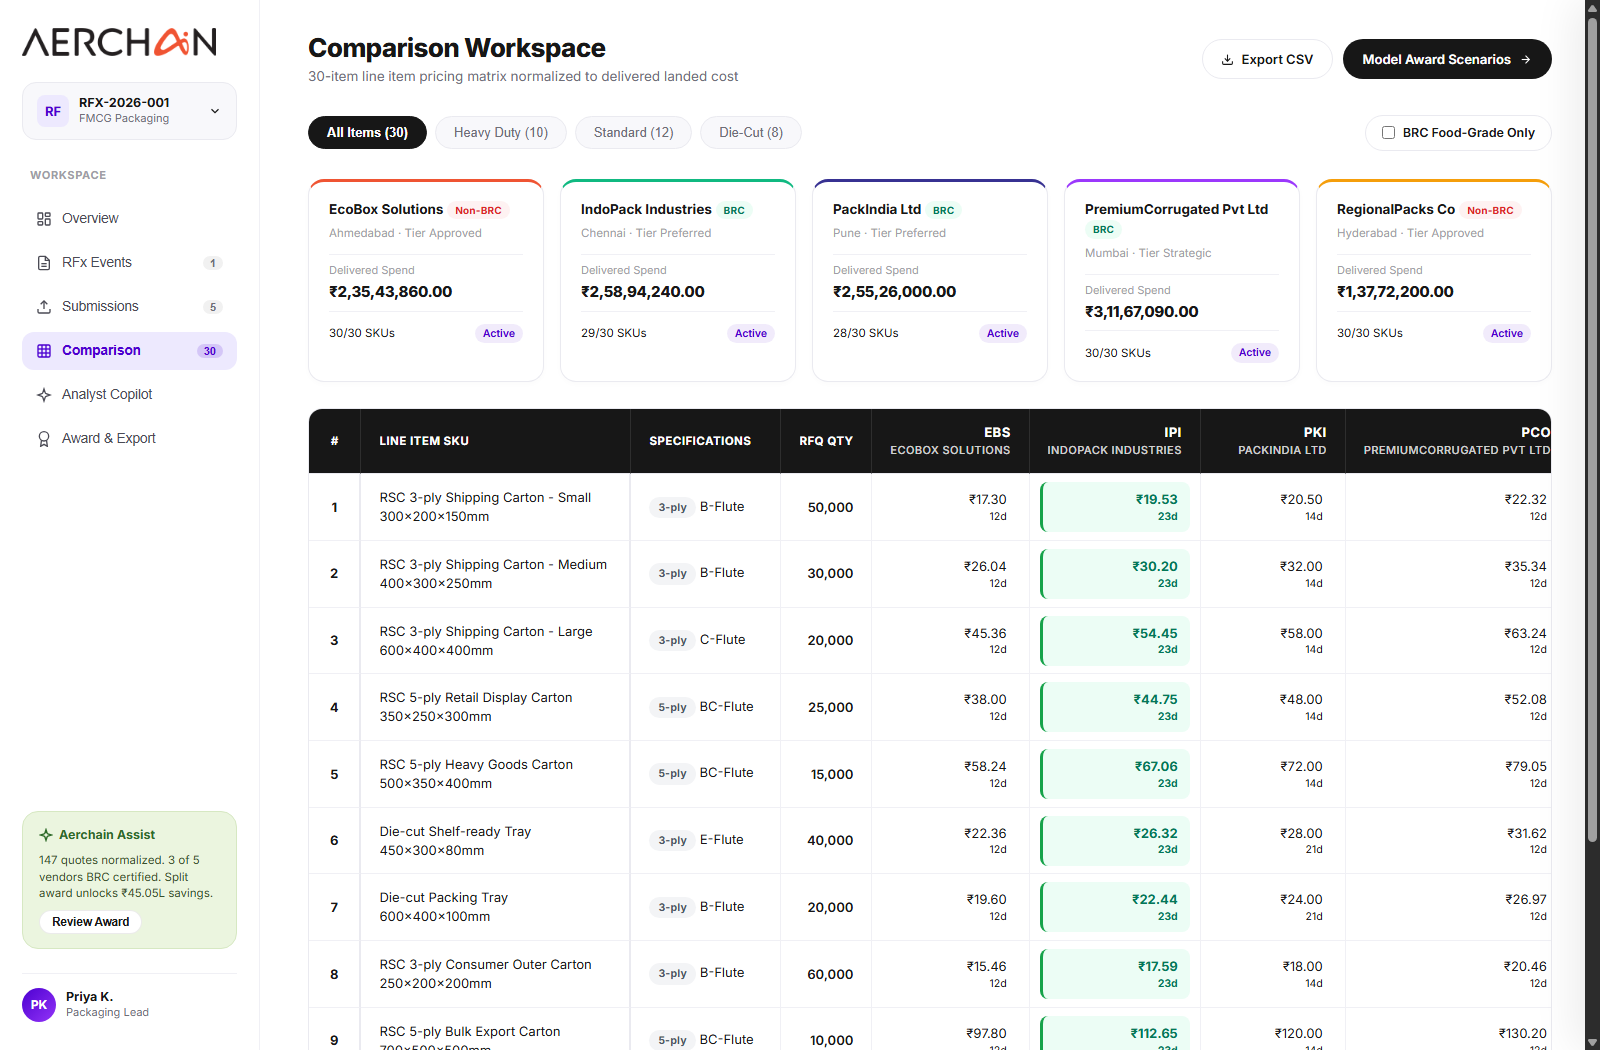 AERCHAIN
RF
RFX-2026-001
FMCG Packaging
WORKSPACE
Overview
RFx Events 1
Submissions 5
Comparison 30
Analyst Copilot
Award & Export
Aerchain Assist
147 quotes normalized. 3 of 5
vendors BRC certified. Split
award unlocks ₹45.05L savings.
Review Award
PK
Priya K.
Packaging Lead
Comparison Workspace
30-item line item pricing matrix normalized to delivered landed cost
Export CSV
Model Award Scenarios →
All Items (30)
Heavy Duty (10)
Standard (12)
Die-Cut (8)
BRC Food-Grade Only
EcoBox Solutions Non-BRC
Ahmedabad · Tier Approved
Delivered Spend
₹2,35,43,860.00
30/30 SKUs Active
IndoPack Industries BRC
Chennai · Tier Preferred
Delivered Spend
₹2,58,94,240.00
29/30 SKUs Active
PackIndia Ltd BRC
Pune · Tier Preferred
Delivered Spend
₹2,55,26,000.00
28/30 SKUs Active
PremiumCorrugated Pvt Ltd
BRC
Mumbai · Tier Strategic
Delivered Spend
₹3,11,67,090.00
30/30 SKUs Active
RegionalPacks Co Non-BRC
Hyderabad · Tier Approved
Delivered Spend
₹1,37,72,200.00
30/30 SKUs Active
# LINE ITEM SKU SPECIFICATIONS RFQ QTY EBS IPI PKI PCO
ECOBOX SOLUTIONS INDOPACK INDUSTRIES PACKINDIA LTD PREMIUMCORRUGATED PVT LTD
1 RSC 3-ply Shipping Carton - Small 3-ply B-Flute 50,000 ₹17.30 ₹19.53 ₹20.50 ₹22.32
300×200×150mm 12d 23d 14d 12d
2 RSC 3-ply Shipping Carton - Medium 3-ply B-Flute 30,000 ₹26.04 ₹30.20 ₹32.00 ₹35.34
400×300×250mm 12d 23d 14d 12d
3 RSC 3-ply Shipping Carton - Large 3-ply C-Flute 20,000 ₹45.36 ₹54.45 ₹58.00 ₹63.24
600×400×400mm 12d 23d 14d 12d
4 RSC 5-ply Retail Display Carton 5-ply BC-Flute 25,000 ₹38.00 ₹44.75 ₹48.00 ₹52.08
350×250×300mm 12d 23d 14d 12d
5 RSC 5-ply Heavy Goods Carton 5-ply BC-Flute 15,000 ₹58.24 ₹67.06 ₹72.00 ₹79.05
500×350×400mm 12d 23d 14d 12d
6 Die-cut Shelf-ready Tray 3-ply E-Flute 40,000 ₹22.36 ₹26.32 ₹28.00 ₹31.62
450×300×80mm 12d 23d 21d 12d
7 Die-cut Packing Tray 3-ply B-Flute 20,000 ₹19.60 ₹22.44 ₹24.00 ₹26.97
600×400×100mm 12d 23d 21d 12d
8 RSC 3-ply Consumer Outer Carton 3-ply B-Flute 60,000 ₹15.46 ₹17.59 ₹18.00 ₹20.46
250×200×200mm 12d 23d 14d 12d
9 RSC 5-ply Bulk Export Carton 5-ply BC-Flute 10,000 ₹97.80 ₹112.65 ₹120.00 ₹130.20